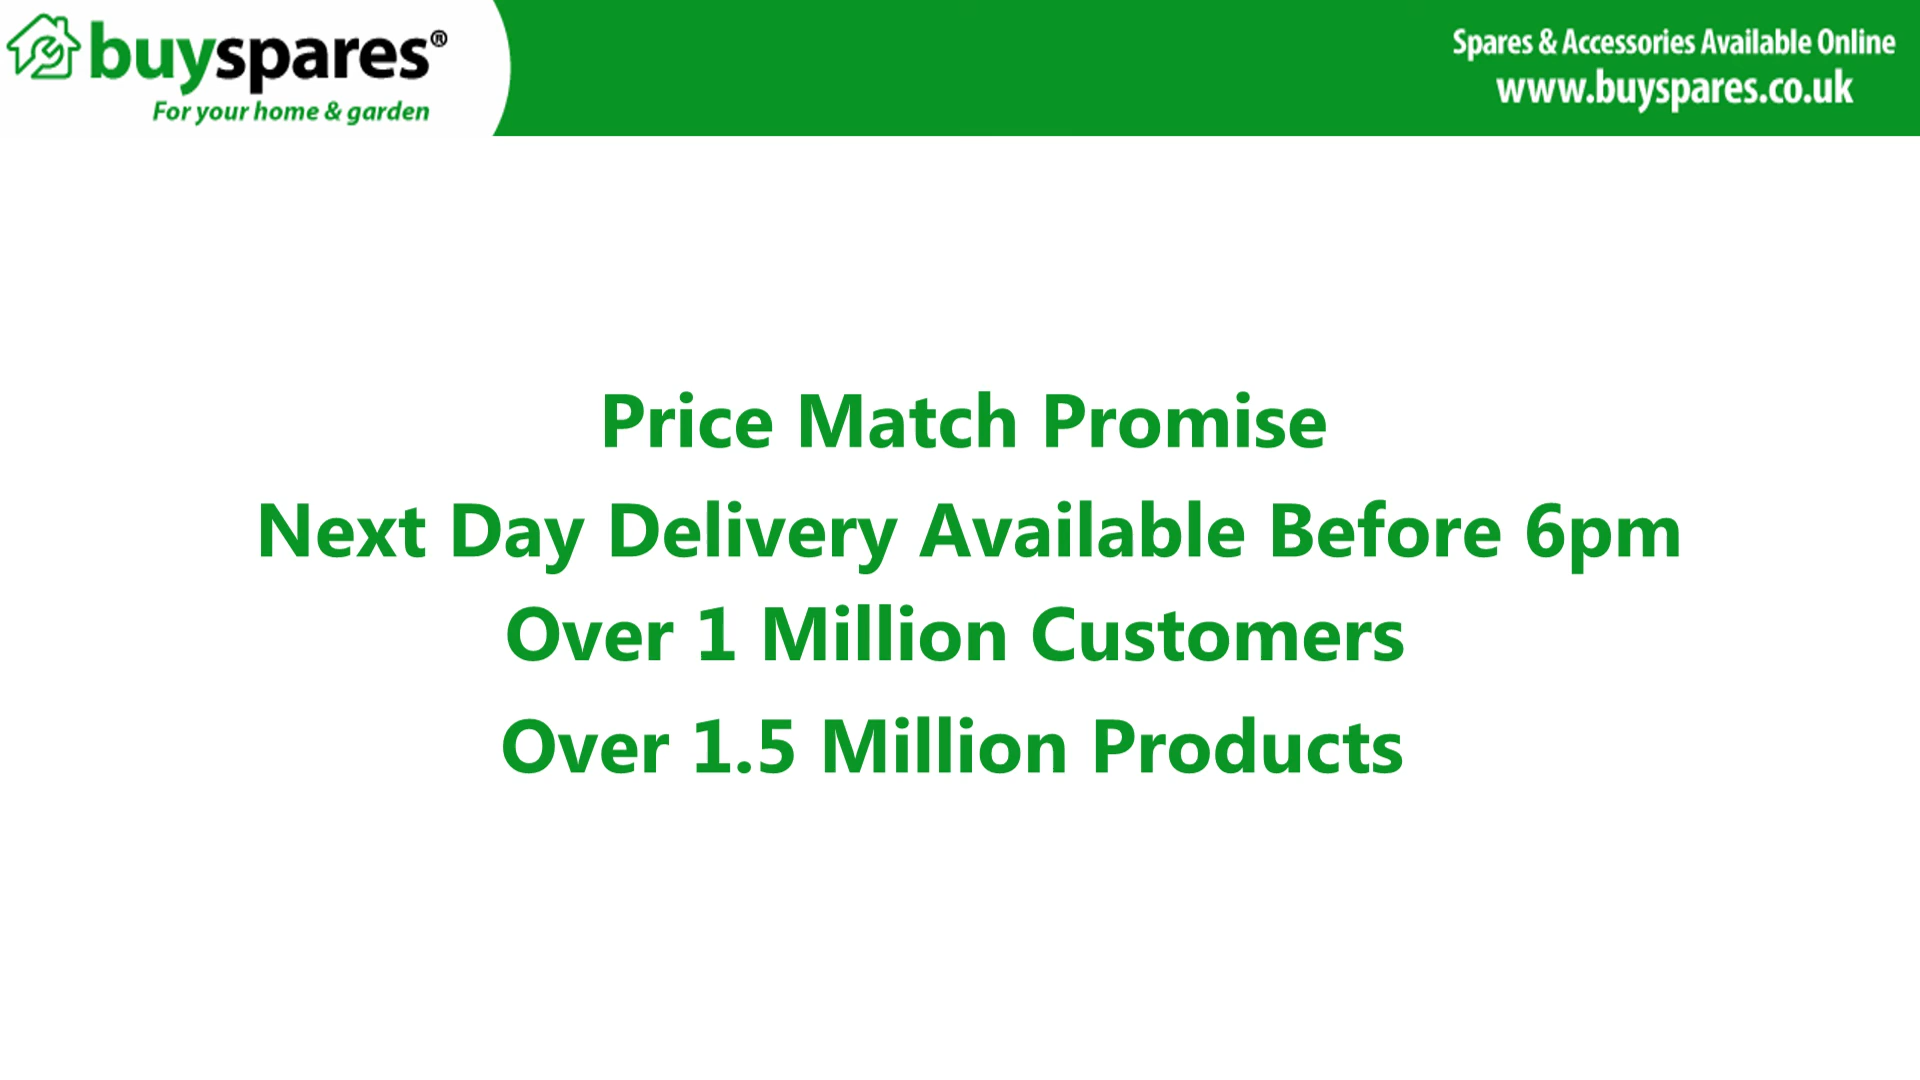 buyspares®
For your home & garden
Spares & Accessories Available Online
www.buyspares.co.uk
Price Match Promise
Next Day Delivery Available Before 6pm
Over 1 Million Customers
Over 1.5 Million Products